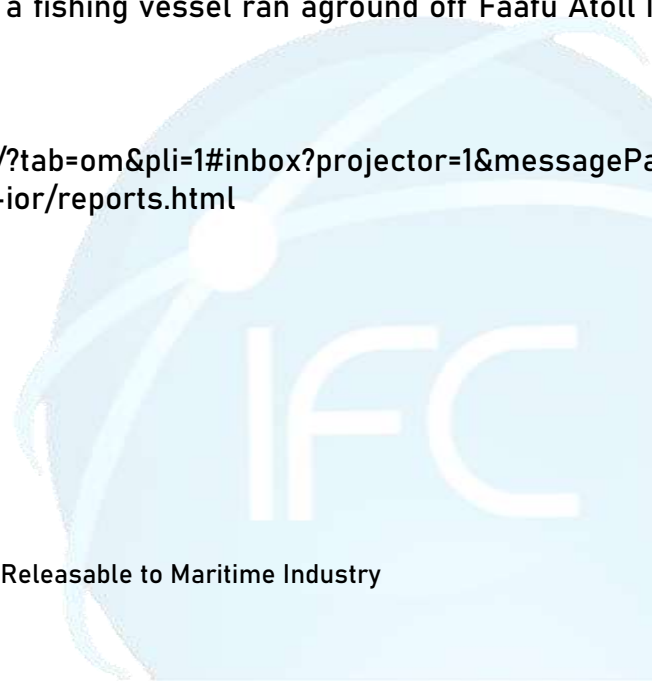 a fishing vessel ran aground off Faafu Atoll
/?tab=om&pli=1#inbox?projector=1&messagePa
-ior/reports.html
IFC
Releasable to Maritime Industry